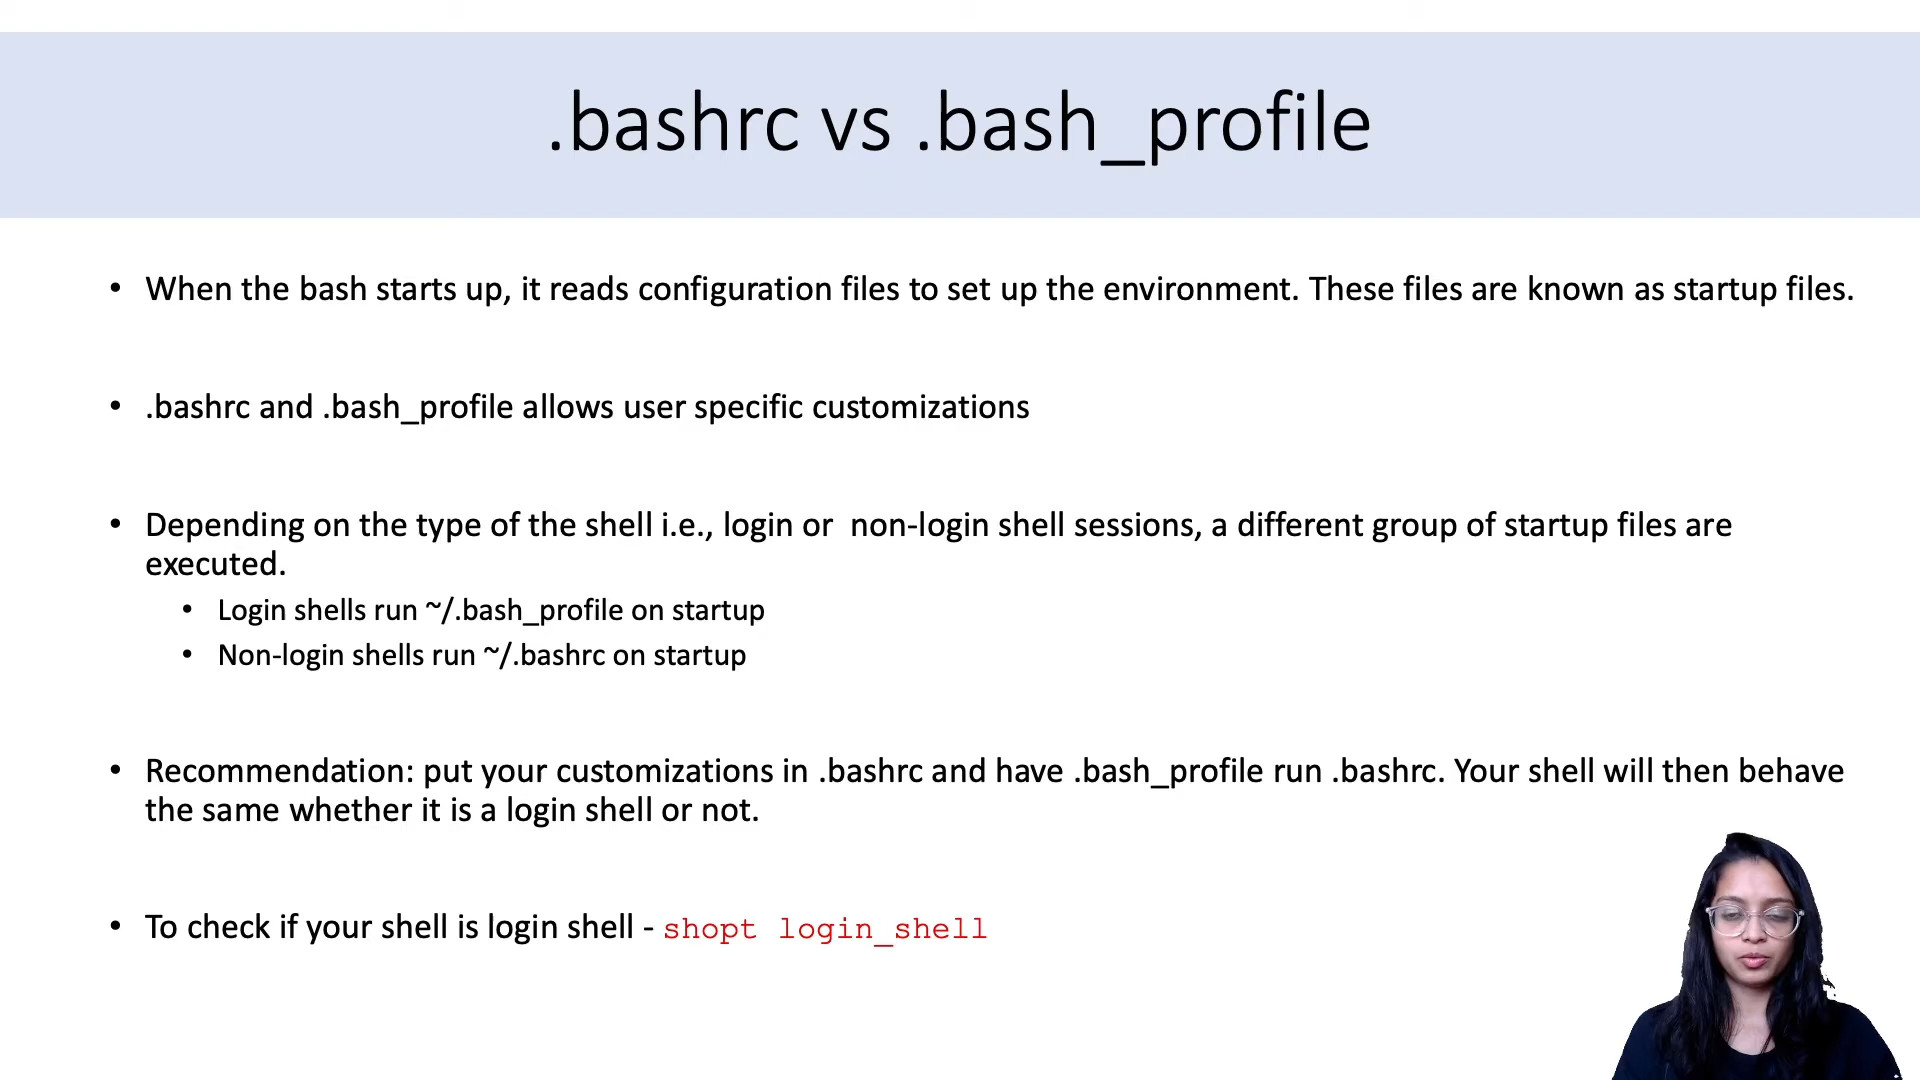 .bashrc vs .bash_profile
• When the bash starts up, it reads configuration files to set up the environment. These files are known as startup files.
• .bashrc and .bash_profile allows user specific customizations
• Depending on the type of the shell i.e., login or  non-login shell sessions, a different group of startup files are
executed.
• Login shells run ~/.bash_profile on startup
• Non-login shells run ~/.bashrc on startup
• Recommendation: put your customizations in .bashrc and have .bash_profile run .bashrc. Your shell will then behave
the same whether it is a login shell or not.
• To check if your shell is login shell - shopt login_shell